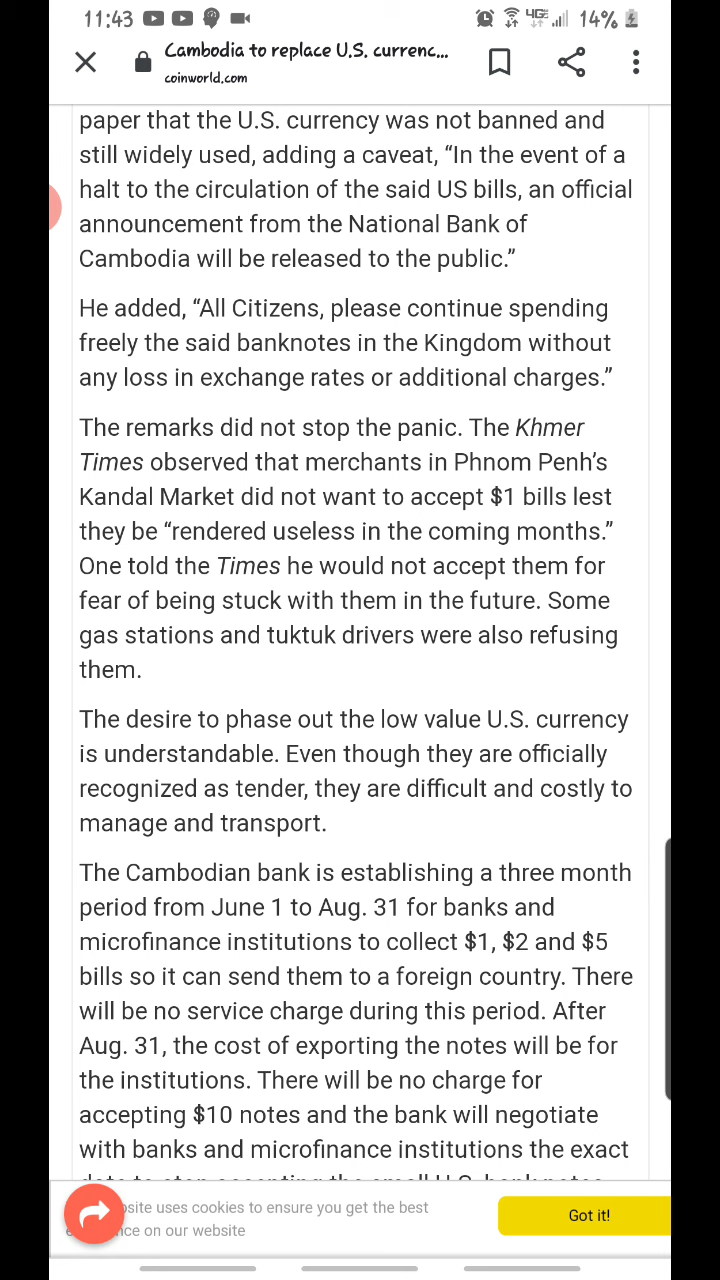 11:43
4GE 14%
Cambodia to replace U.S. currenc...
coinworld.com
paper that the U.S. currency was not banned and
still widely used, adding a caveat, “In the event of a
halt to the circulation of the said US bills, an official
announcement from the National Bank of
Cambodia will be released to the public.”
He added, “All Citizens, please continue spending
freely the said banknotes in the Kingdom without
any loss in exchange rates or additional charges.”
The remarks did not stop the panic. The Khmer
Times observed that merchants in Phnom Penh’s
Kandal Market did not want to accept $1 bills lest
they be “rendered useless in the coming months.”
One told the Times he would not accept them for
fear of being stuck with them in the future. Some
gas stations and tuktuk drivers were also refusing
them.
The desire to phase out the low value U.S. currency
is understandable. Even though they are officially
recognized as tender, they are difficult and costly to
manage and transport.
The Cambodian bank is establishing a three month
period from June 1 to Aug. 31 for banks and
microfinance institutions to collect $1, $2 and $5
bills so it can send them to a foreign country. There
will be no service charge during this period. After
Aug. 31, the cost of exporting the notes will be for
the institutions. There will be no charge for
accepting $10 notes and the bank will negotiate
with banks and microfinance institutions the exact
site uses cookies to ensure you get the best
nce on our website
Got it!